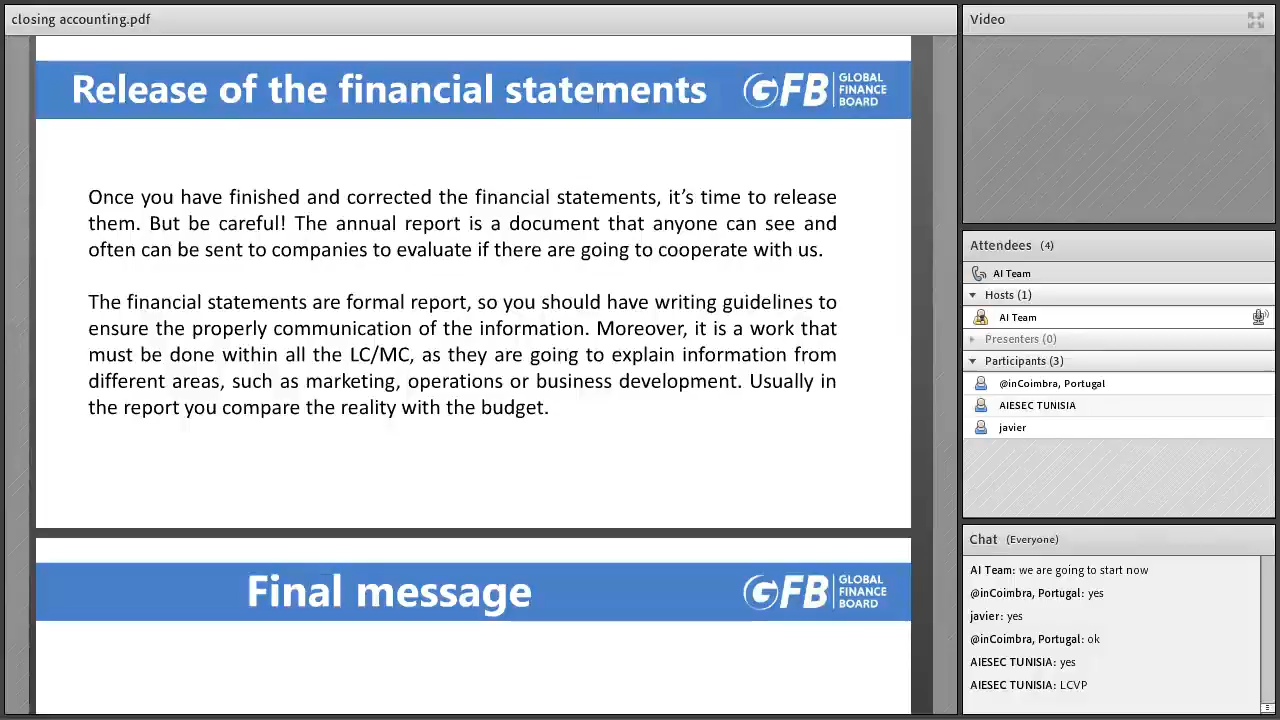 closing accounting.pdf
Release of the financial statements
GFB
GLOBAL
FINANCE
BOARD
Once you have finished and corrected the financial statements, it’s time to release
them. But be careful! The annual report is a document that anyone can see and
often can be sent to companies to evaluate if there are going to cooperate with us.
The financial statements are formal report, so you should have writing guidelines to
ensure the properly communication of the information. Moreover, it is a work that
must be done within all the LC/MC, as they are going to explain information from
different areas, such as marketing, operations or business development. Usually in
the report you compare the reality with the budget.
Final message
GFB
GLOBAL
FINANCE
BOARD
Video
Attendees (4)
AI Team
Hosts (1)
AI Team
Presenters (0)
Participants (3)
@inCoimbra, Portugal
AIESEC TUNISIA
javier
Chat (Everyone)
AI Team: we are going to start now
@inCoimbra, Portugal: yes
javier: yes
@inCoimbra, Portugal: ok
AIESEC TUNISIA: yes
AIESEC TUNISIA: LCVP